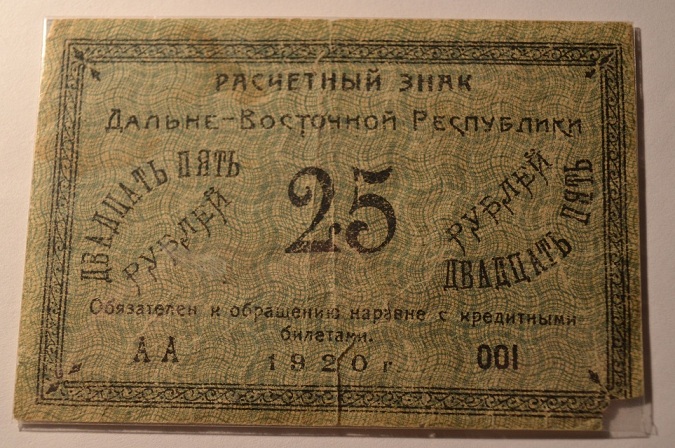 РАСЧЕТНЫЙ ЗНАК
ДАЛЬНЕ-ВОСТОЧНОЙ РЕСПУБЛИКИ
ДВАДЦАТЬ ПЯТЬ
РУБЛЕЙ
25
РУБЛЕЙ
ДВАДЦАТЬ ПЯТЬ
Обязателен к обращению наравне с кредитными
билетами.
АА
1920 г.
001